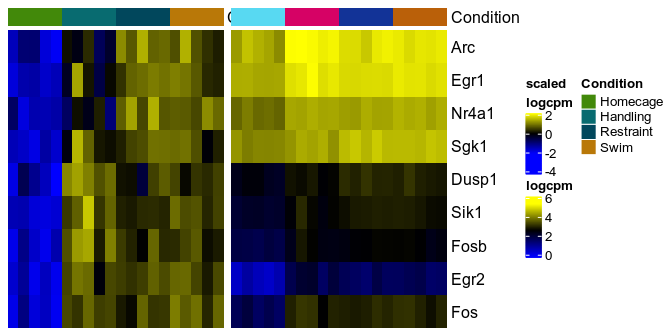 Condition
Arc
Egr1
Nr4a1
Sgk1
Dusp1
Sik1
Fosb
Egr2
Fos
scaled
logcpm
2
0
-2
-4
logcpm
6
4
2
0
Condition
Homecage
Handling
Restraint
Swim